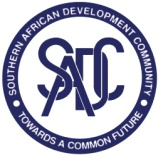 SOUTHERN AFRICAN DEVELOPMENT COMMUNITY
SADC
TOWARDS A COMMON FUTURE